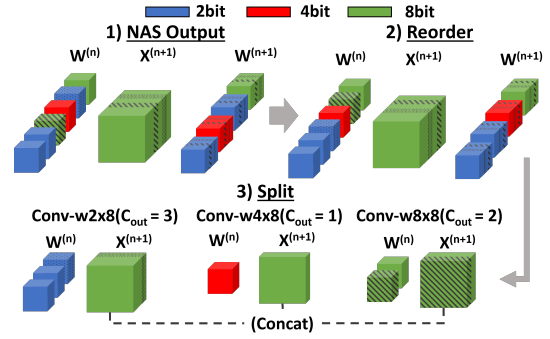 2bit 4bit 8bit
1) NAS Output 2) Reorder
W(n) X(n+1) W(n+1) W(n) X(n+1) W(n+1)
3) Split
Conv-w2x8(Cout = 3) Conv-w4x8(Cout = 1) Conv-w8x8(Cout = 2)
W(n) X(n+1) W(n) X(n+1) W(n) X(n+1)
(Concat)